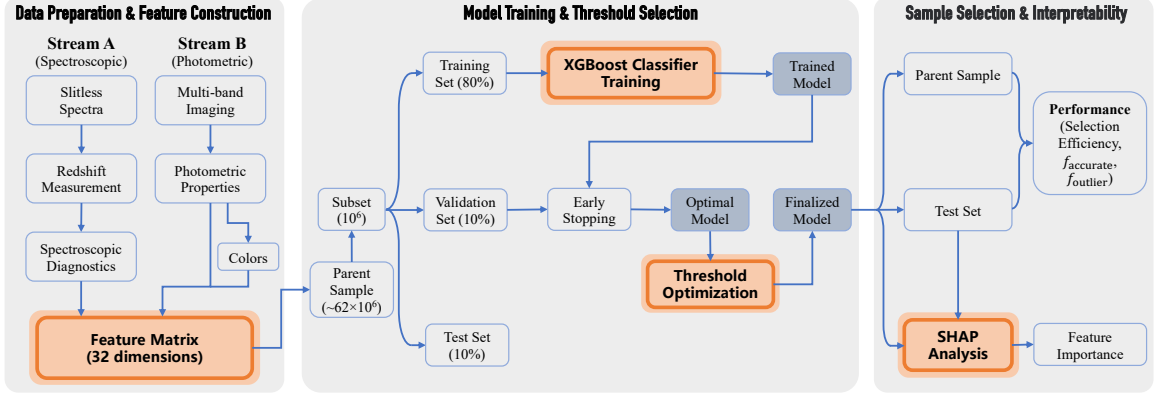 Data Preparation & Feature Construction
Stream A
(Spectroscopic)
Stream B
(Photometric)
Slitless
Spectra
Multi-band
Imaging
Redshift
Measurement
Photometric
Properties
Spectroscopic
Diagnostics
Colors
Feature Matrix
(32 dimensions)
Model Training & Threshold Selection
Training
Set (80%)
XGBoost Classifier
Training
Trained
Model
Subset
(10⁶)
Validation
Set (10%)
Early
Stopping
Optimal
Model
Finalized
Model
Parent
Sample
(~62×10⁶)
Threshold
Optimization
Test Set
(10%)
Sample Selection & Interpretability
Parent Sample
Performance
(Selection
Efficiency,
f_accurate,
f_outlier)
Test Set
SHAP
Analysis
Feature
Importance